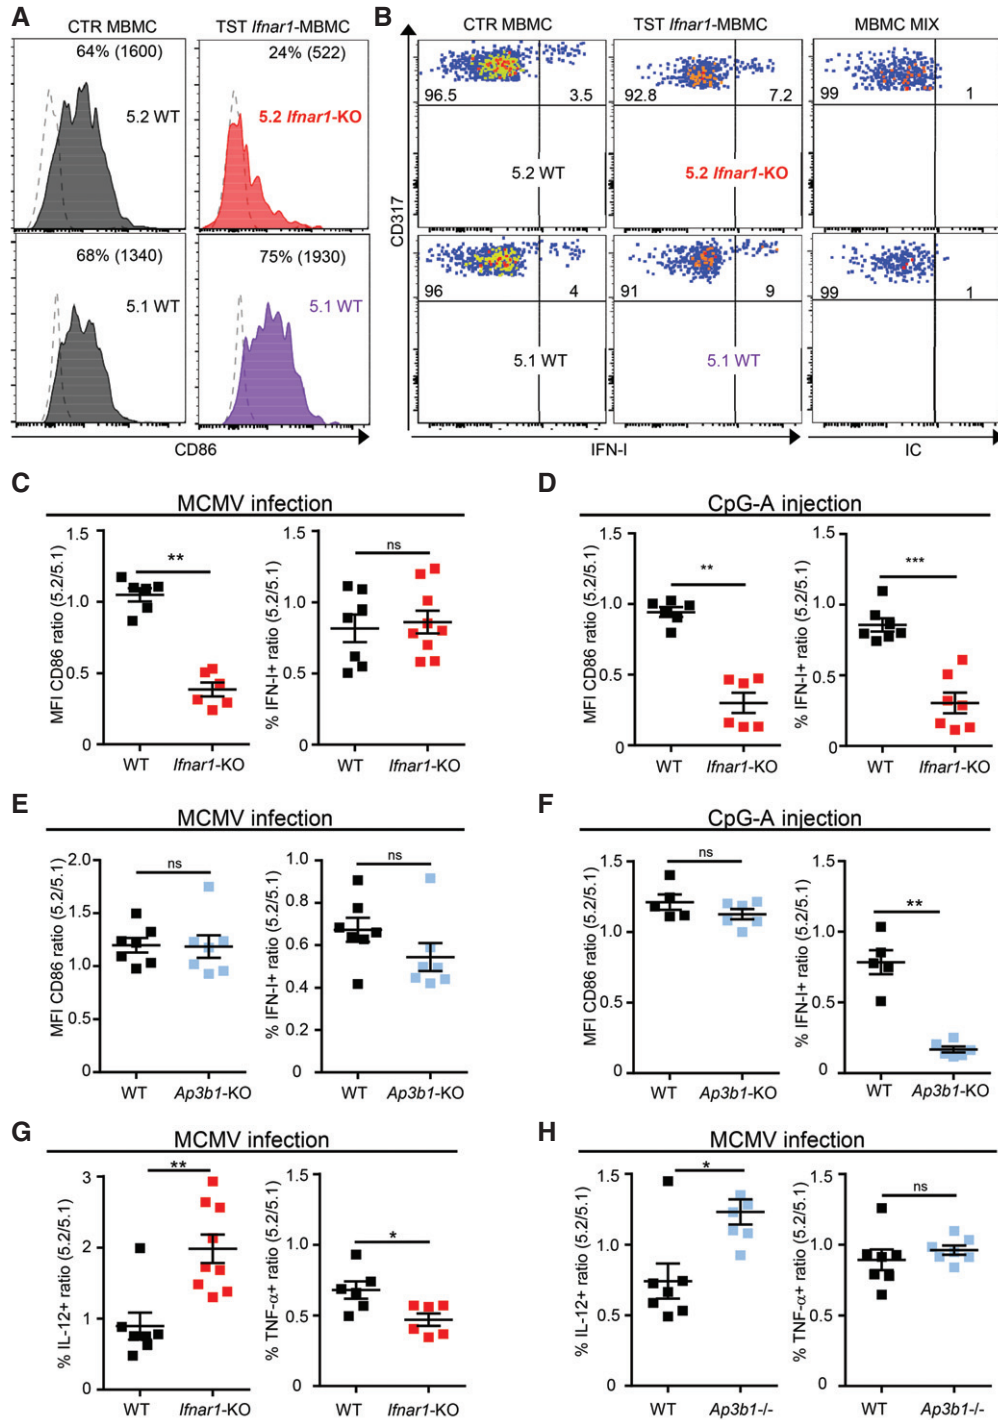 A
CTR MBMC
TST Ifnar1-MBMC
64% (1600)
24% (522)
5.2 WT
5.2 Ifnar1-KO
68% (1340)
75% (1930)
5.1 WT
5.1 WT
CD86
B
CTR MBMC
TST Ifnar1-MBMC
MBMC MIX
96.5
3.5
92.8
7.2
99
1
5.2 WT
5.2 Ifnar1-KO
CD317
96
4
91
9
99
1
5.1 WT
5.1 WT
IFN-I
IC
C
MCMV infection
MFI CD86 ratio (5.2/5.1)
1.5
1.0
0.5
0
**
WT
Ifnar1-KO
% IFN-I+ ratio (5.2/5.1)
1.5
1.0
0.5
0
ns
WT
Ifnar1-KO
D
CpG-A injection
MFI CD86 ratio (5.2/5.1)
1.5
1.0
0.5
0
**
WT
Ifnar1-KO
% IFN-I+ ratio (5.2/5.1)
1.5
1.0
0.5
0
***
WT
Ifnar1-KO
E
MCMV infection
MFI CD86 ratio (5.2/5.1)
2.0
1.5
1.0
0.5
0
ns
WT
Ap3b1-KO
% IFN-I+ ratio (5.2/5.1)
1.0
0.8
0.6
0.4
0.2
0
ns
WT
Ap3b1-KO
F
CpG-A injection
MFI CD86 ratio (5.2/5.1)
1.5
1.0
0.5
0
ns
WT
Ap3b1-KO
% IFN-I+ ratio (5.2/5.1)
1.5
1.0
0.5
0
**
WT
Ap3b1-KO
G
MCMV infection
% IL-12+ ratio (5.2/5.1)
3
2
1
0
**
WT
Ifnar1-KO
% TNF-α+ ratio (5.2/5.1)
1.5
1.0
0.5
0
*
WT
Ifnar1-KO
H
MCMV infection
% IL-12+ ratio (5.2/5.1)
1.5
1.0
0.5
0
*
WT
Ap3b1-/-
% TNF-α+ ratio (5.2/5.1)
1.5
1.0
0.5
0
ns
WT
Ap3b1-/-